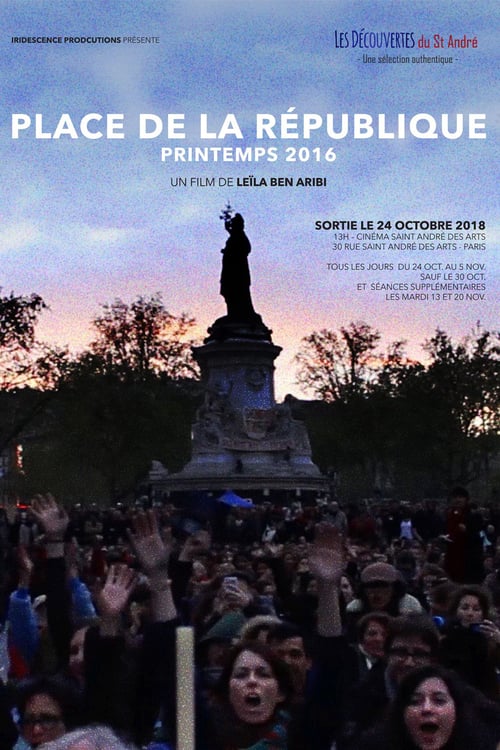 IRIDESCENCE PRODCUTIONS PRÉSENTE
LES DÉCOUVERTES du St André
- Une sélection authentique -
PLACE DE LA RÉPUBLIQUE
PRINTEMPS 2016
UN FILM DE LEÏLA BEN ARIBI
SORTIE LE 24 OCTOBRE 2018
13H - CINÉMA SAINT ANDRÉ DES ARTS
30 RUE SAINT ANDRÉ DES ARTS - PARIS
TOUS LES JOURS DU 24 OCT. AU 5 NOV.
SAUF LE 30 OCT.
ET SÉANCES SUPPLÉMENTAIRES
LES MARDI 13 ET 20 NOV.